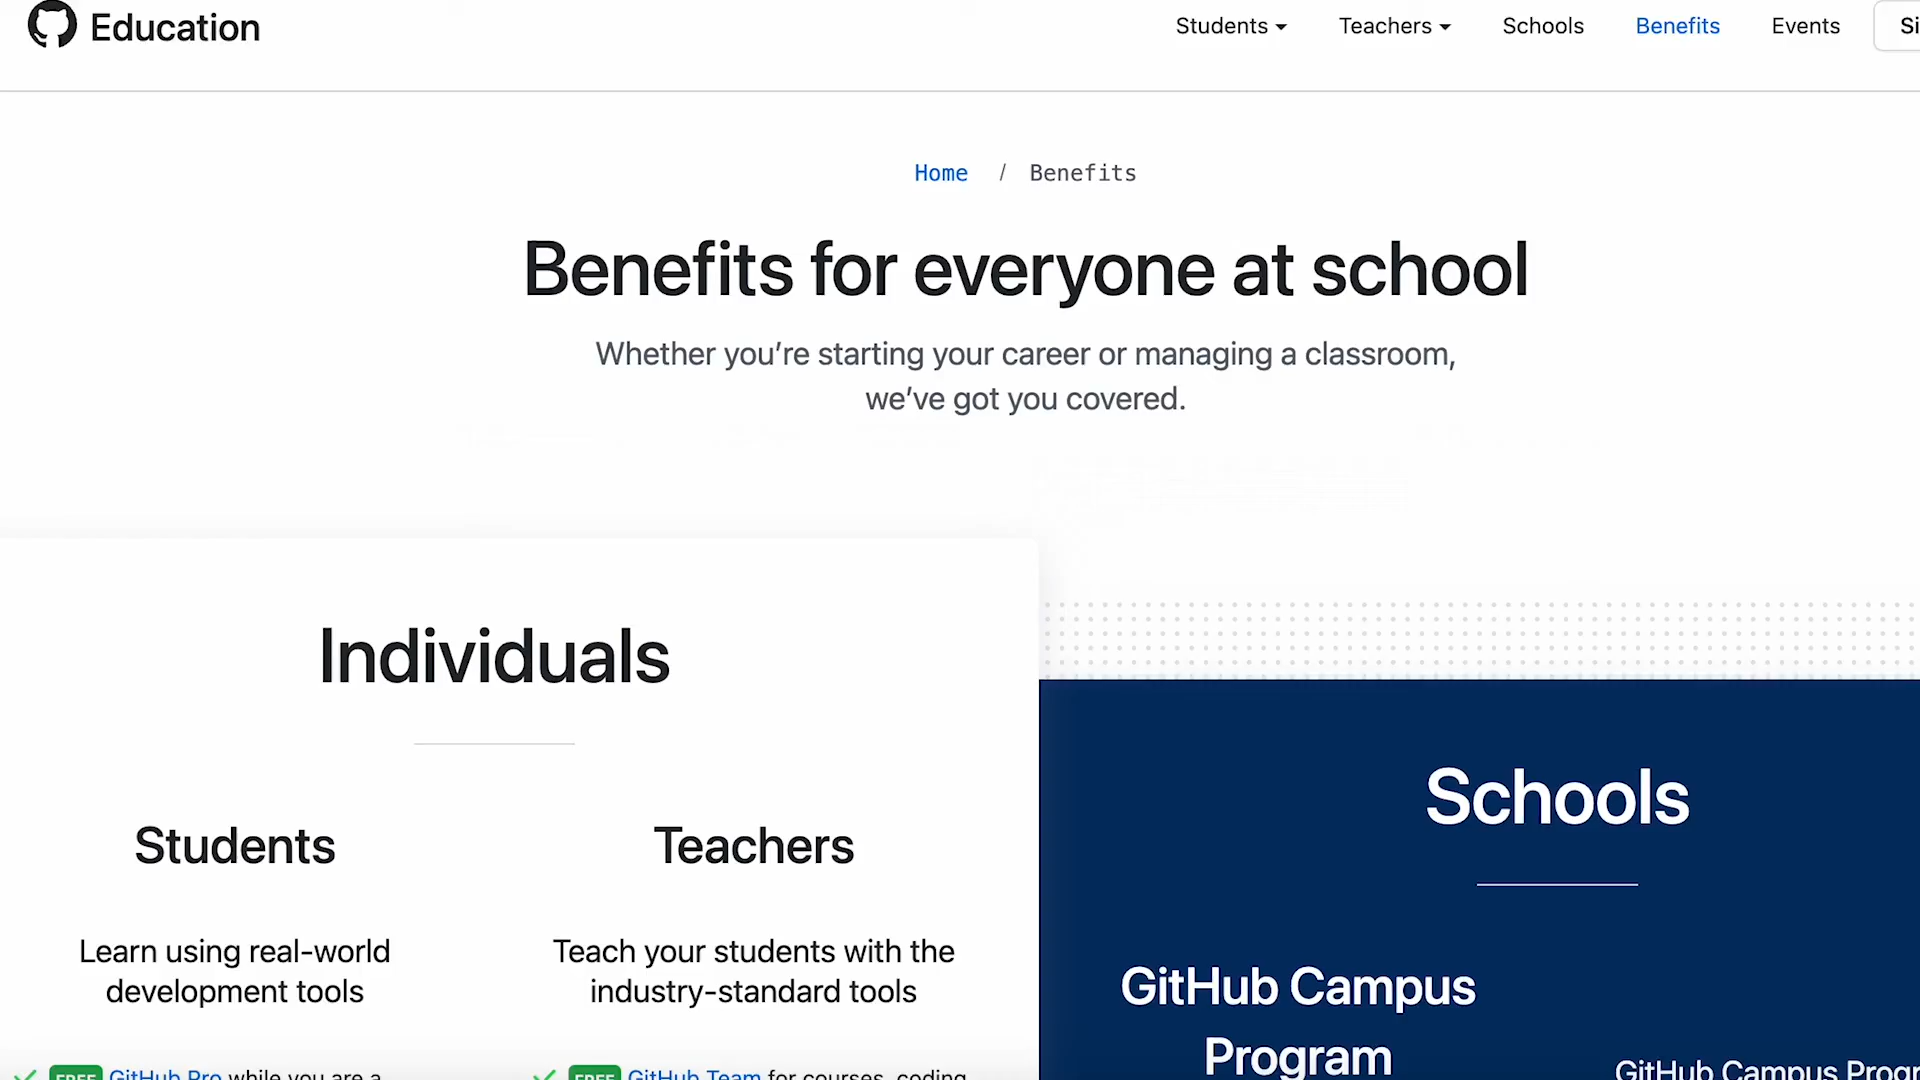 Education
Students
Teachers
Schools
Benefits
Events
Si
Home / Benefits
Benefits for everyone at school
Whether you're starting your career or managing a classroom,
we've got you covered.
Individuals
Students
Learn using real-world
development tools
FREE GitHub Pro while you are a
Teachers
Teach your students with the
industry-standard tools
FREE GitHub Team for courses, coding
Schools
GitHub Campus
Program
GitHub Campus Progr